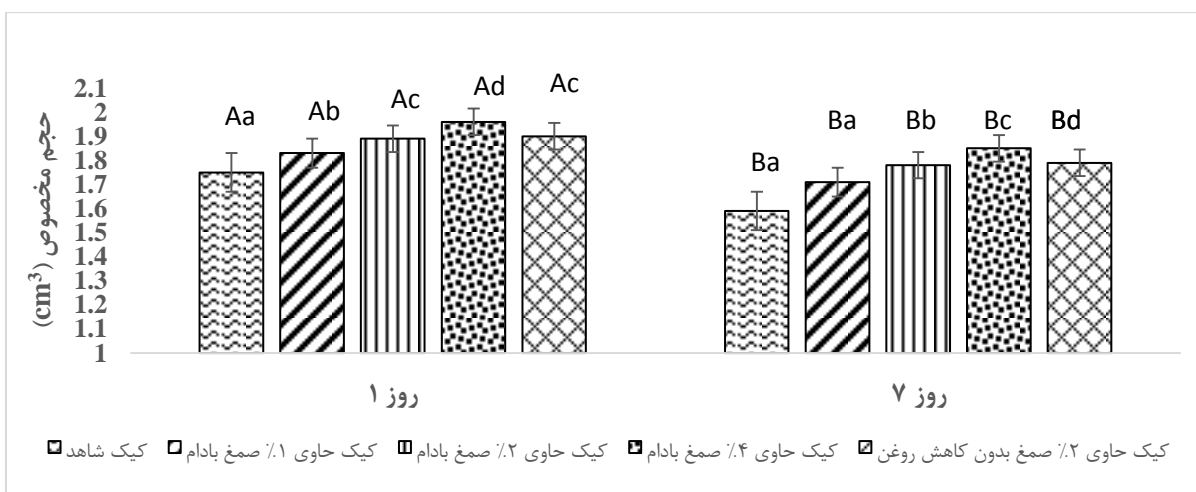 حجم مخصوص (cm³)
2.1
2
1.9
1.8
1.7
1.6
1.5
1.4
1.3
1.2
1.1
1
Aa
Ab
Ac
Ad
Ac
Ba
Ba
Bb
Bc
Bd
روز ۱
روز ۷
کیک شاهد
کیک حاوی ۱٪ صمغ بادام
کیک حاوی ۲٪ صمغ بادام
کیک حاوی ۴٪ صمغ بادام
کیک حاوی ۲٪ صمغ بدون کاهش روغن